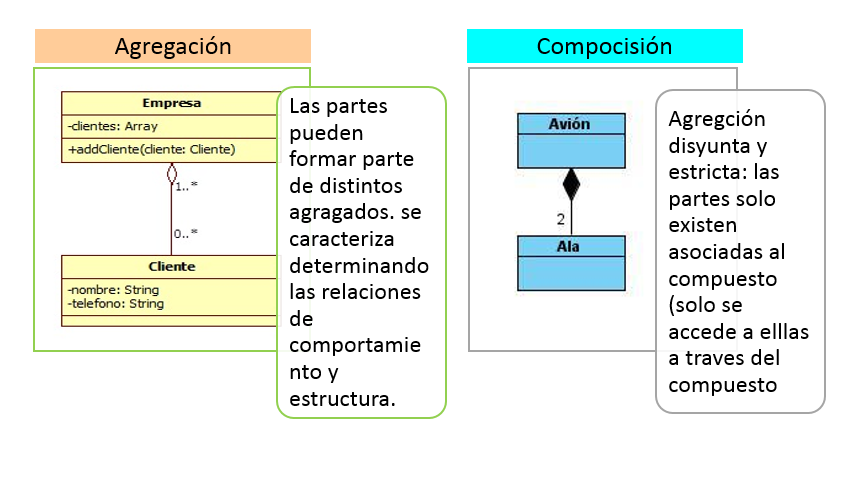 Agregación
Empresa
-clientes: Array
+addCliente(cliente: Cliente)
1..*
0..*
Cliente
-nombre: String
-telefono: String
Las partes
pueden
formar parte
de distintos
agragados. se
caracteriza
determinando
las relaciones
de
comportamie
nto y
estructura.
Compocisión
Avión
2
Ala
Agregción
disyunta y
estricta: las
partes solo
existen
asociadas al
compuesto
(solo se
accede a elllas
a traves del
compuesto